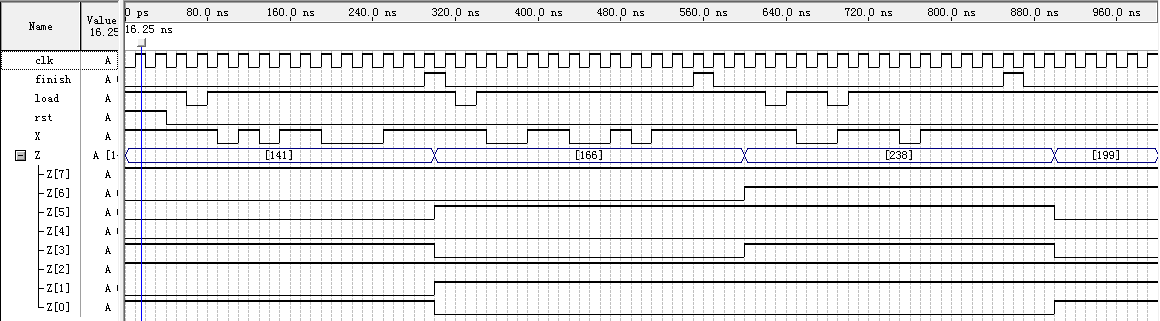 Name
Value
16.25
0 ps 80.0 ns 160.0 ns 240.0 ns 320.0 ns 400.0 ns 480.0 ns 560.0 ns 640.0 ns 720.0 ns 800.0 ns 880.0 ns 960.0 ns
16.25 ns
clk A
finish A
load A
rst A
X A
Z A [1 [141] [166] [238] [199]
Z[7] A
Z[6] A
Z[5] A
Z[4] A
Z[3] A
Z[2] A
Z[1] A
Z[0] A